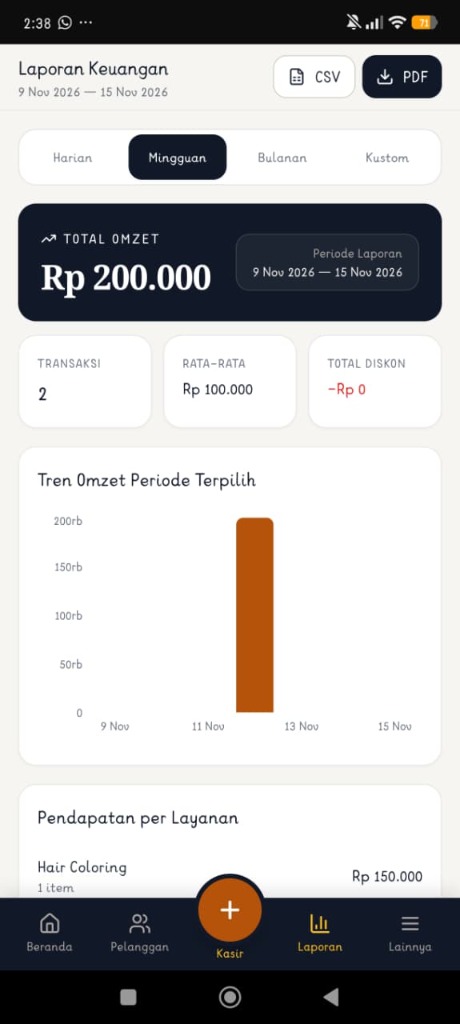 2:38
71
Laporan Keuangan
9 Nov 2026 — 15 Nov 2026
CSV
PDF
Harian
Mingguan
Bulanan
Kustom
TOTAL OMZET
Rp 200.000
Periode Laporan
9 Nov 2026 — 15 Nov 2026
TRANSAKSI
2
RATA-RATA
Rp 100.000
TOTAL DISKON
-Rp 0
Tren Omzet Periode Terpilih
200rb
150rb
100rb
50rb
0
9 Nov
11 Nov
13 Nov
15 Nov
Pendapatan per Layanan
Hair Coloring
1 item
Rp 150.000
Beranda
Pelanggan
Kasir
Laporan
Lainnya